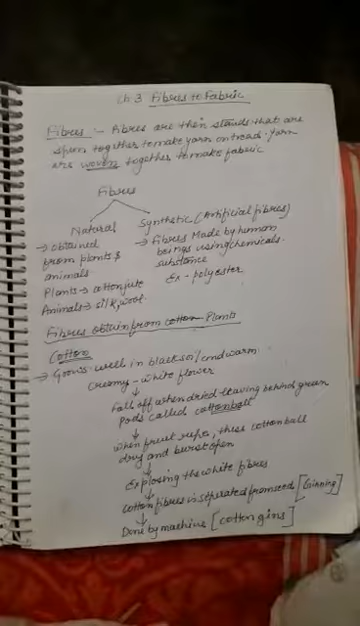 Ch 3 Fibres to Fabric
Fibres :- Fibres are thin stands that are
spun together to make yarn or tread. Yarn
are woven together to make fabric
Fibres
Natural
→ Obtained
from plants &
animals
Plants → cotton, jute
Animals → silk, wool
Synthetic (Artificial fibres)
→ Fibres Made by human
beings using chemicals
substance
Ex - polyester
Fibres obtain from cotton Plants
Cotton
→ Grows well in black soil and warm
Creamy - white flower
↓
Fall off when dried leaving behind green
Pods called cottonball
↓
When fruit ripe, these cotton ball
dry and burst open
↓
Exposing the white fibres
↓
Cotton fibres is seperated from seed [Ginning]
↓
Done by machine [cotton gins]